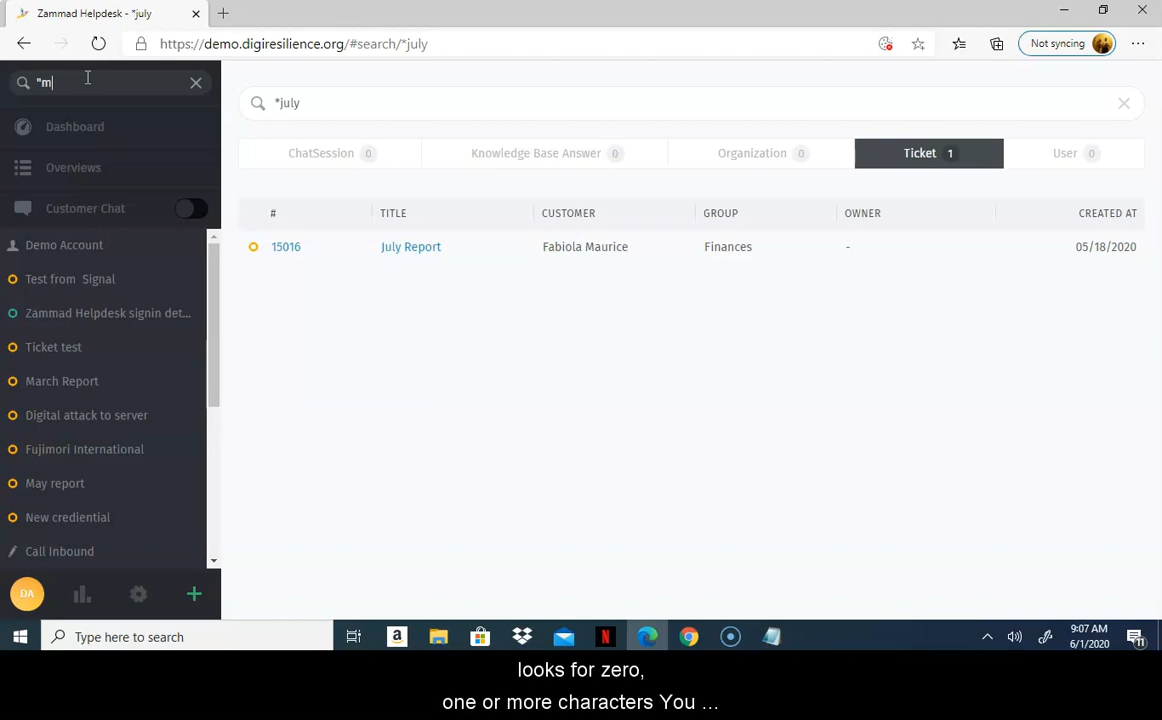 Zammad Helpdesk - *july
https://demo.digiresilience.org/#search/*july
Not syncing
"m
Dashboard
Overviews
Customer Chat
Demo Account
Test from Signal
Zammad Helpdesk signin det...
Ticket test
March Report
Digital attack to server
Fujimori International
May report
New crediential
Call Inbound
DA
*july
ChatSession 0
Knowledge Base Answer 0
Organization 0
Ticket 1
User 0
# TITLE CUSTOMER GROUP OWNER CREATED AT
15016 July Report Fabiola Maurice Finances - 05/18/2020
Type here to search
a
N
9:07 AM
6/1/2020
11
looks for zero,
one or more characters You ...